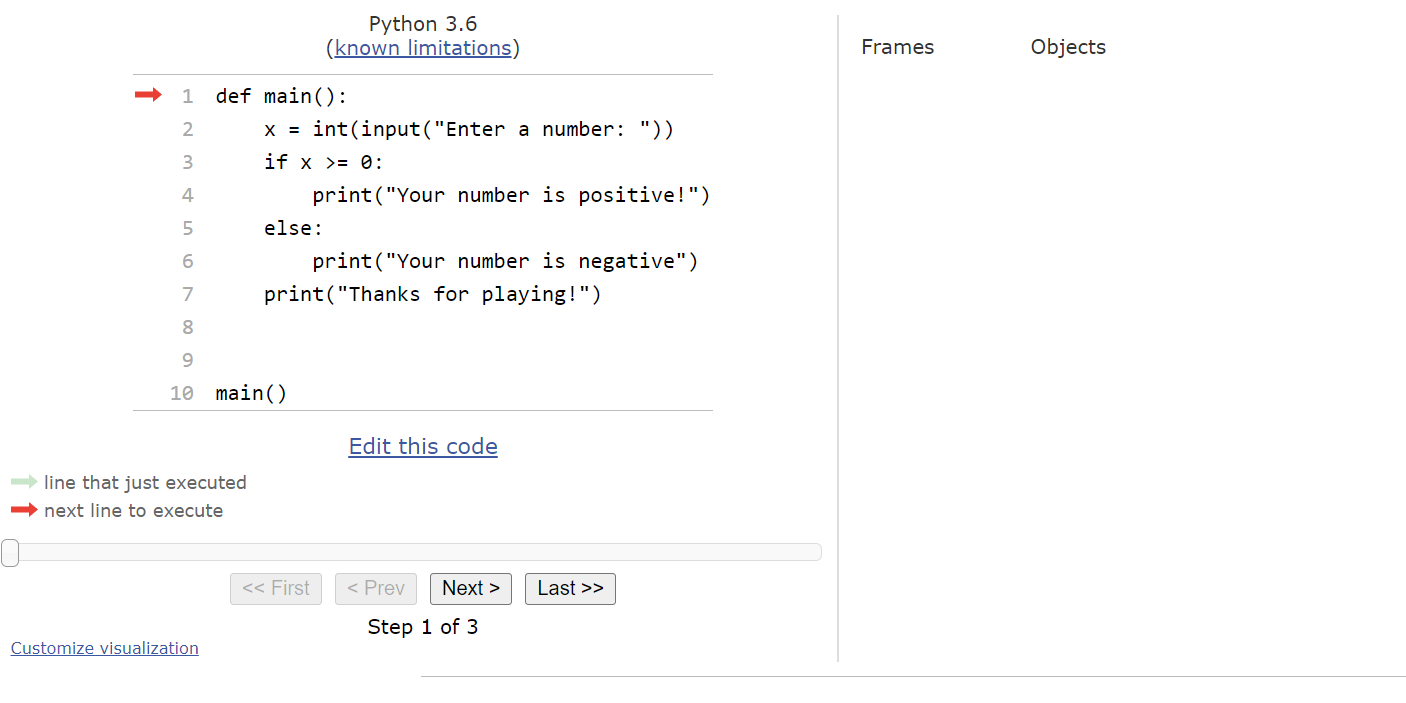 Python 3.6
(known limitations)
1 def main():
2     x = int(input("Enter a number: "))
3     if x >= 0:
4         print("Your number is positive!")
5     else:
6         print("Your number is negative")
7     print("Thanks for playing!")
8
9
10 main()
Edit this code
line that just executed
next line to execute
<< First < Prev Next > Last >>
Step 1 of 3
Customize visualization
Frames Objects